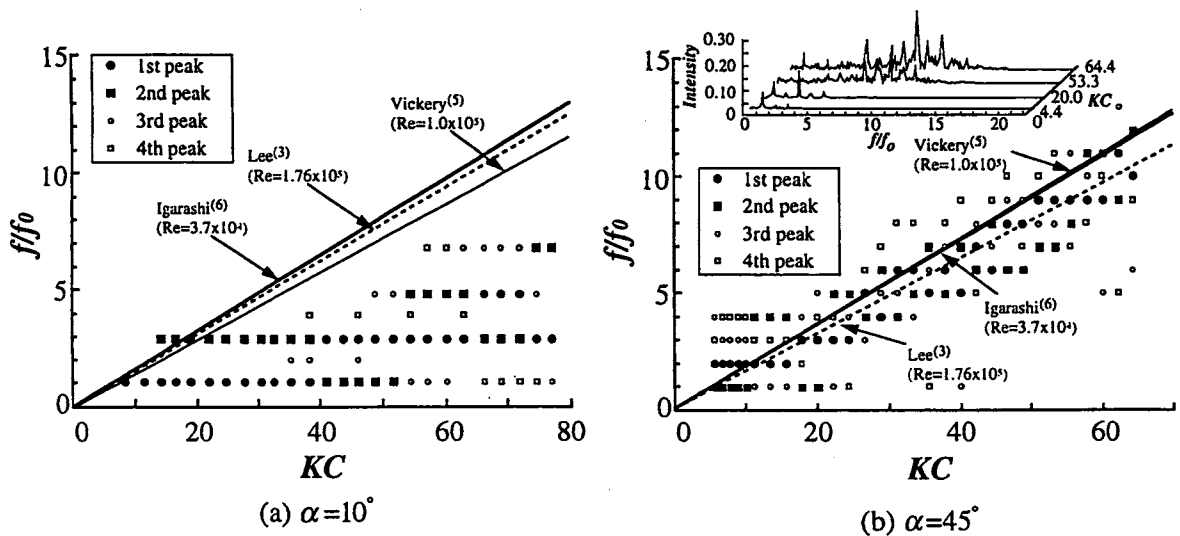 15
10
5
0
f/f0
1st peak
2nd peak
3rd peak
4th peak
Vickery(5)
(Re=1.0x10⁵)
Lee(3)
(Re=1.76x10⁵)
Igarashi(6)
(Re=3.7x10⁴)
0 20 40 60 80
KC
(a) α=10°
15
10
5
0
f/f0
Intensity
0.30
0.20
0.10
0
0 5 10 15 20
f/fo
64.4
53.3
20.0
4.4
KC
1st peak
2nd peak
3rd peak
4th peak
Vickery(5)
(Re=1.0x10⁵)
Igarashi(6)
(Re=3.7x10⁴)
Lee(3)
(Re=1.76x10⁵)
0 20 40 60
KC
(b) α=45°